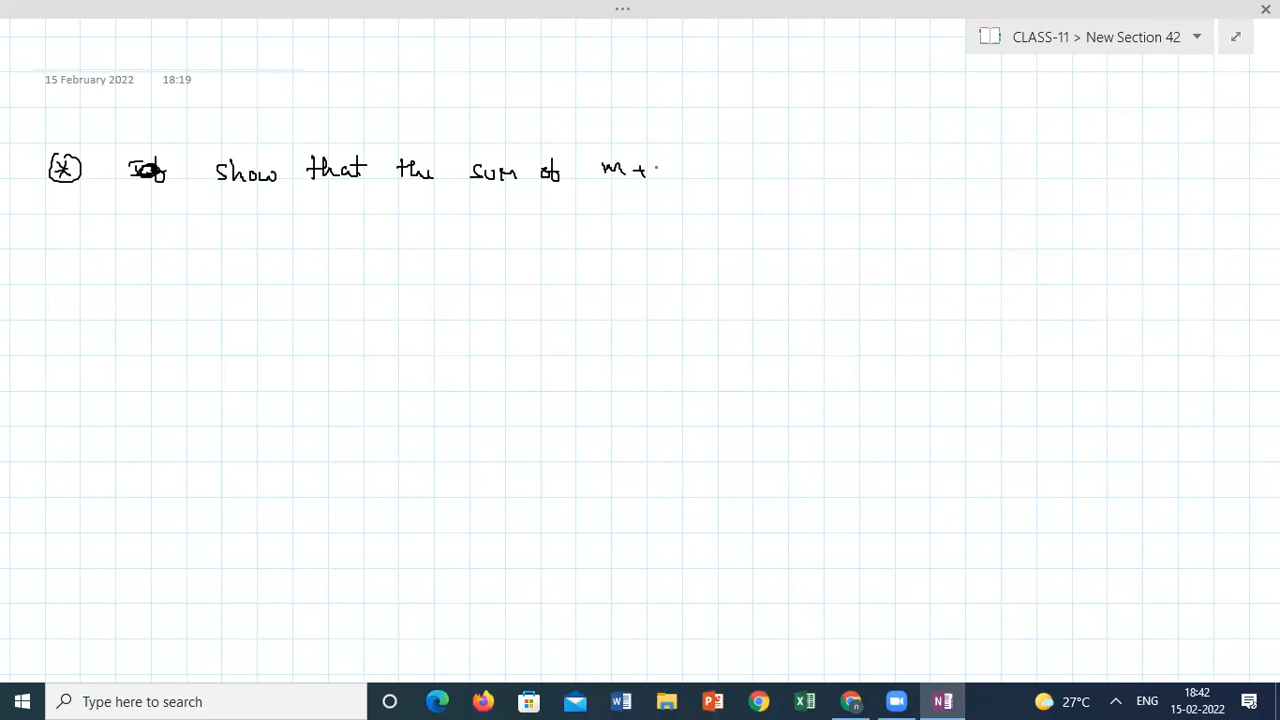 CLASS-11 > New Section 42
15 February 2022 18:19
show that the sum of m +
Type here to search
27°C ENG 18:42 15-02-2022